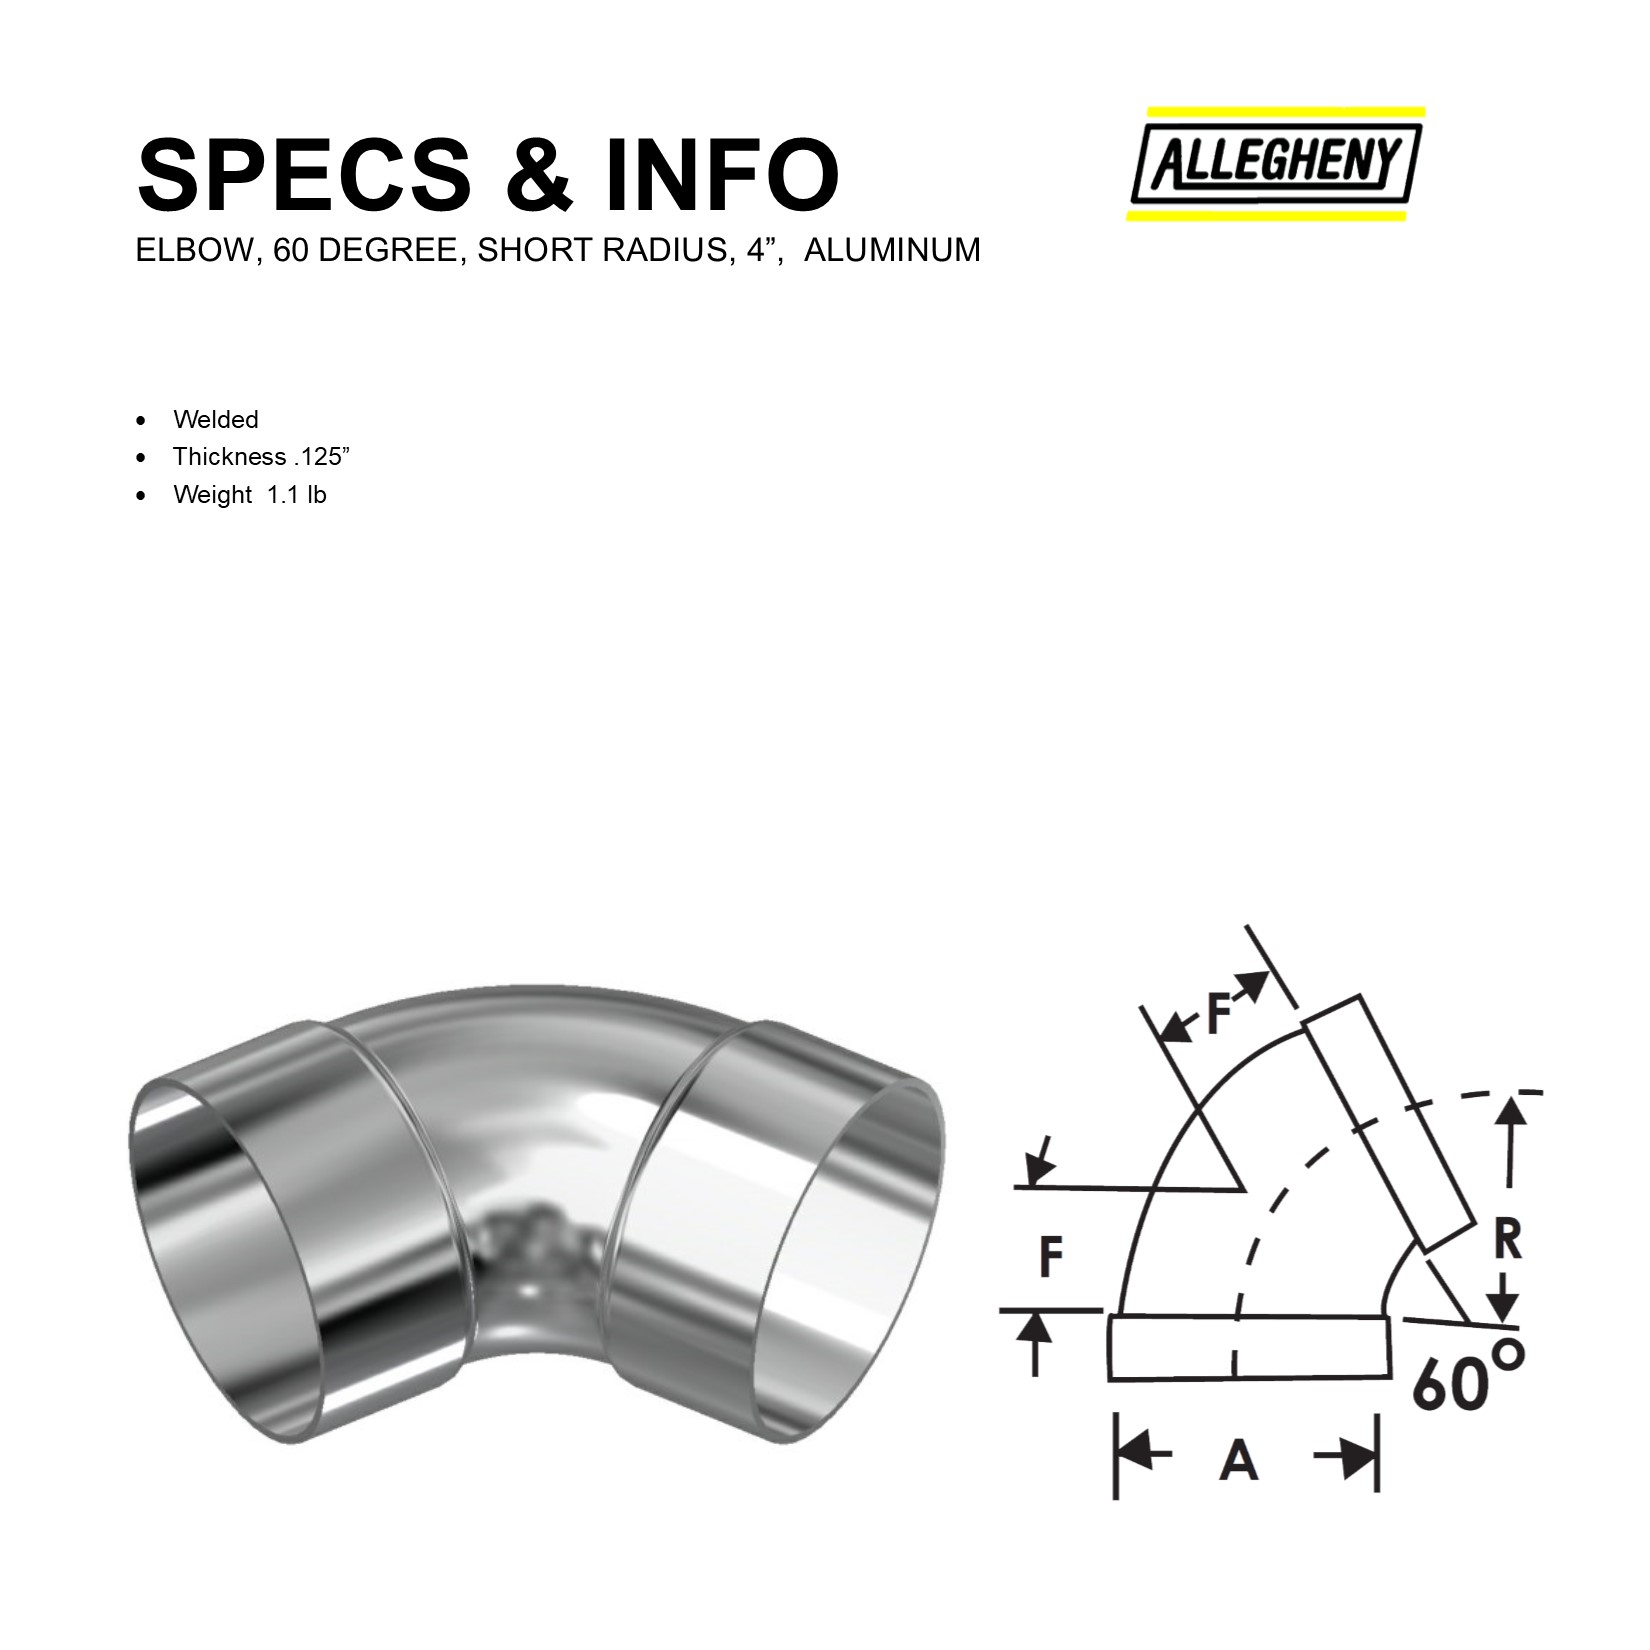 ALLEGHENY
SPECS & INFO
ELBOW, 60 DEGREE, SHORT RADIUS, 4”,  ALUMINUM
• Welded
• Thickness .125”
• Weight  1.1 lb
F
F
R
60°
A